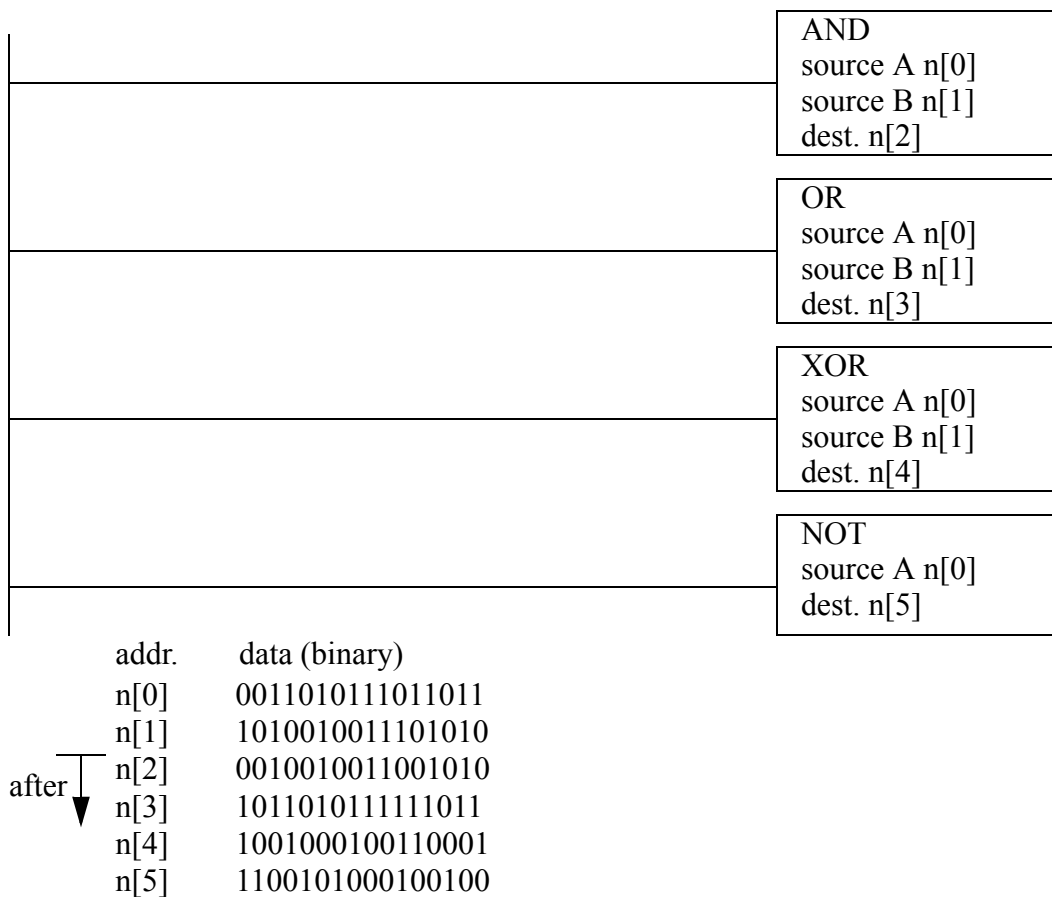 AND
source A n[0]
source B n[1]
dest. n[2]
OR
source A n[0]
source B n[1]
dest. n[3]
XOR
source A n[0]
source B n[1]
dest. n[4]
NOT
source A n[0]
dest. n[5]
addr. data (binary)
n[0] 0011010111011011
n[1] 1010010011101010
n[2] 0010010011001010
after
n[3] 1011010111111011
n[4] 1001000100110001
n[5] 1100101000100100